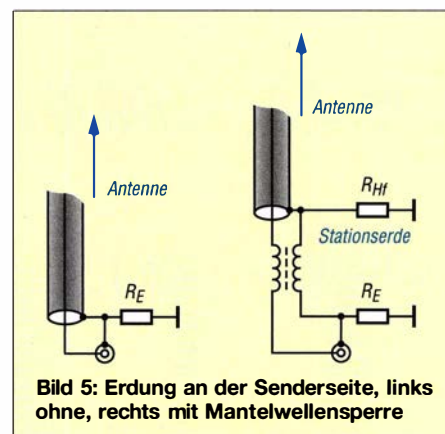 Antenne
Antenne
R_Hf
Stationserde
R_E
R_E
Bild 5: Erdung an der Senderseite, links
ohne, rechts mit Mantelwellensperre